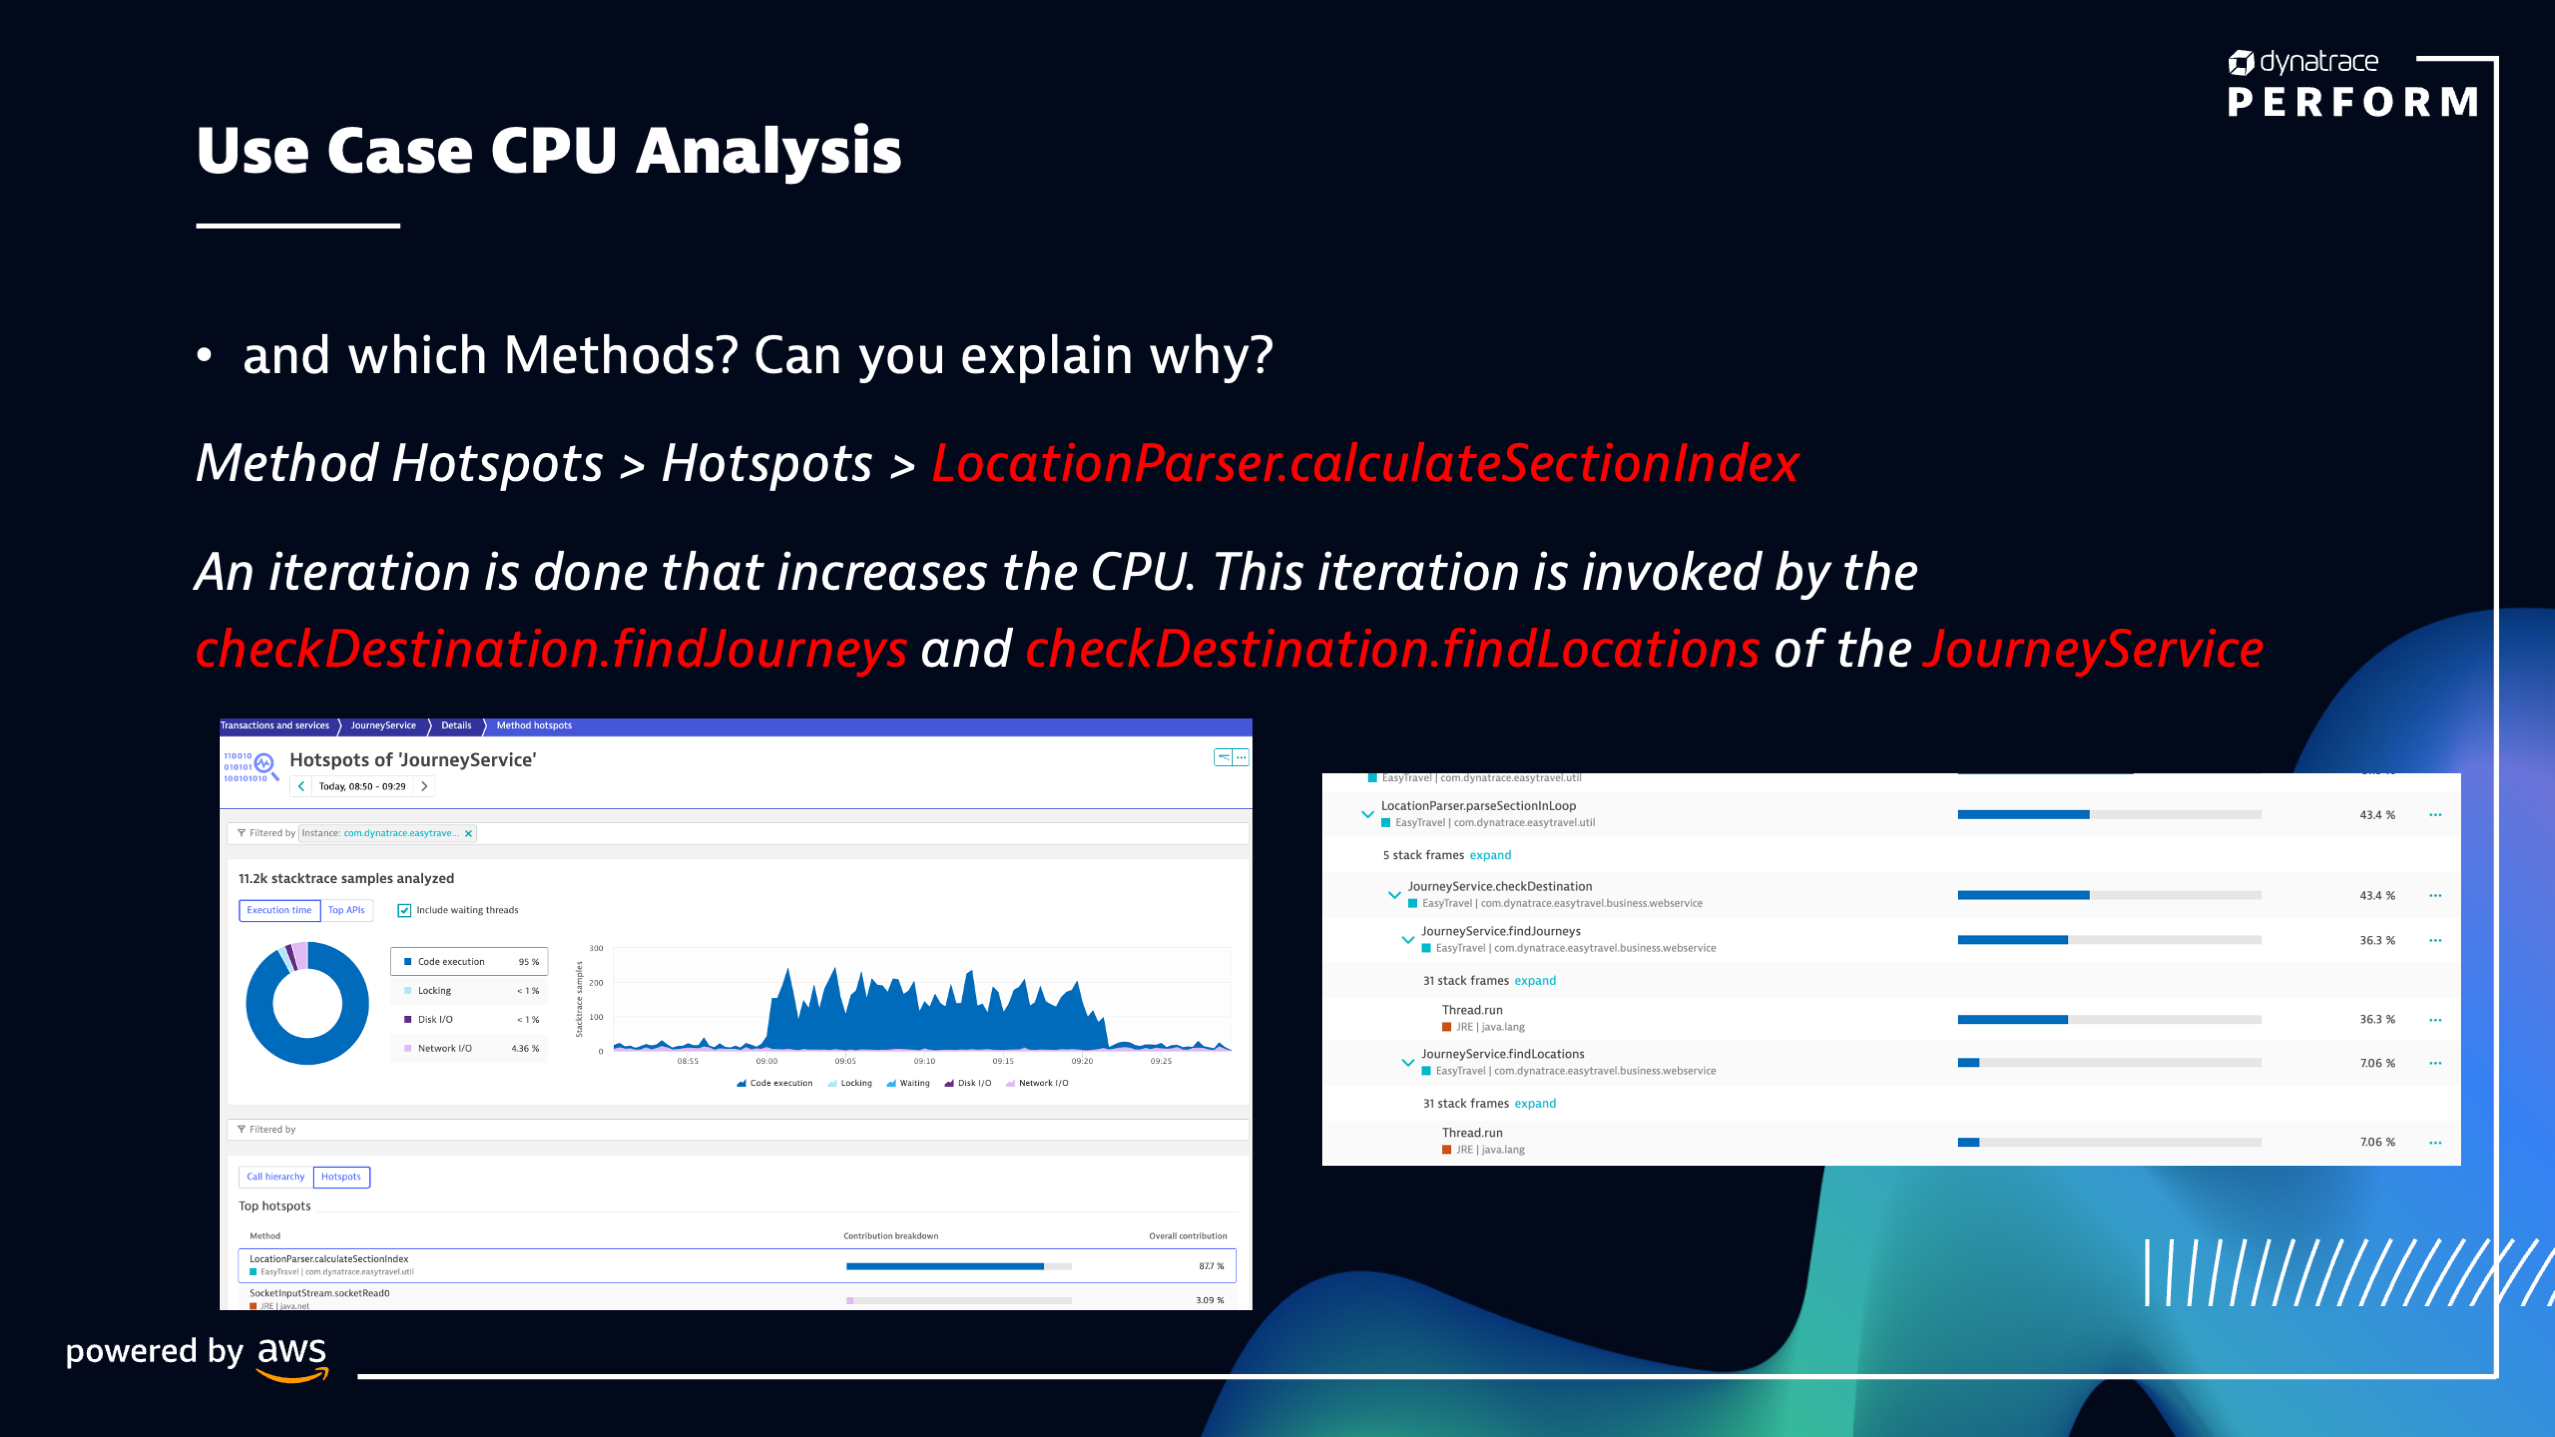 dynatrace
PERFORM
Use Case CPU Analysis
• and which Methods? Can you explain why?
Method Hotspots > Hotspots > LocationParser.calculateSectionIndex
An iteration is done that increases the CPU. This iteration is invoked by the
checkDestination.findJourneys and checkDestination.findLocations of the JourneyService
Transactions and services JourneyService Details Method hotspots
110010
010101
100101010
Hotspots of 'JourneyService'
Today, 08:50 - 09:29
Filtered by Instance: com.dynatrace.easytrave...
11.2k stacktrace samples analyzed
Execution time Top APIs Include waiting threads
Code execution 95 %
Locking < 1 %
Disk I/O < 1 %
Network I/O 4.36 %
Stacktrace samples
300
200
100
0
08:55 09:00 09:05 09:10 09:15 09:20 09:25
Code execution Locking Waiting Disk I/O Network I/O
Filtered by
Call hierarchy Hotspots
Top hotspots
Method Contribution breakdown Overall contribution
LocationParser.calculateSectionIndex
EasyTravel | com.dynatrace.easytravel.util
87.7 %
SocketInputStream.socketRead0
JRE | java.net
3.09 %
EasyTravel | com.dynatrace.easytravel.util
LocationParser.parseSectionInLoop
EasyTravel | com.dynatrace.easytravel.util
43.4 %
5 stack frames expand
JourneyService.checkDestination
EasyTravel | com.dynatrace.easytravel.business.webservice
43.4 %
JourneyService.findJourneys
EasyTravel | com.dynatrace.easytravel.business.webservice
36.3 %
31 stack frames expand
Thread.run
JRE | java.lang
36.3 %
JourneyService.findLocations
EasyTravel | com.dynatrace.easytravel.business.webservice
7.06 %
31 stack frames expand
Thread.run
JRE | java.lang
7.06 %
powered by aws